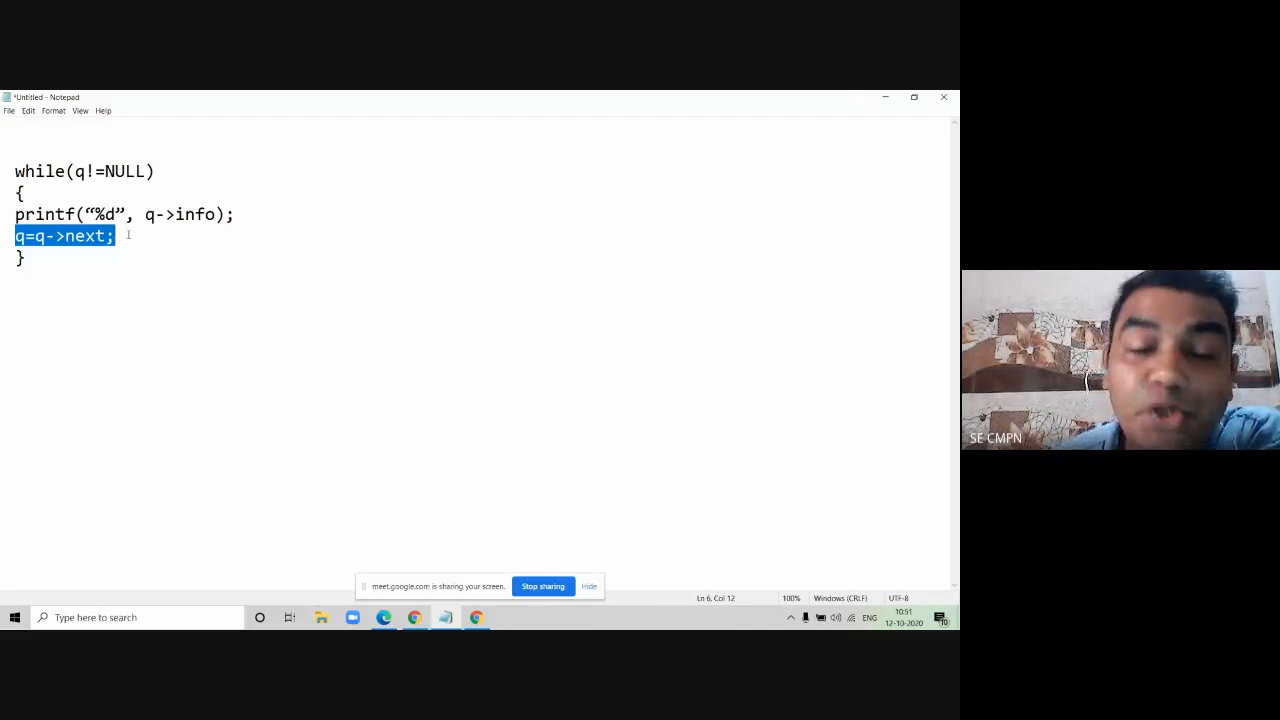 *Untitled - Notepad
File Edit Format View Help
while(q!=NULL)
{
printf(“%d”, q->info);
q=q->next;
}
SE CMPN
meet.google.com is sharing your screen. Stop sharing Hide
Ln 6, Col 12 100% Windows (CRLF) UTF-8
Type here to search
ENG
10:51
12-10-2020
10